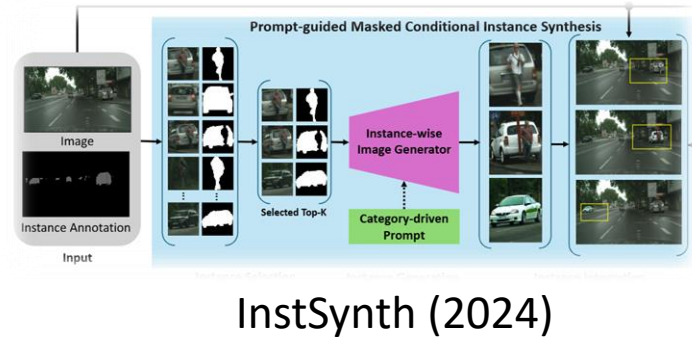 Prompt-guided Masked Conditional Instance Synthesis
Image
Instance Annotation
Input
Selected Top-K
Instance-wise
Image Generator
Category-driven
Prompt
InstSynth (2024)